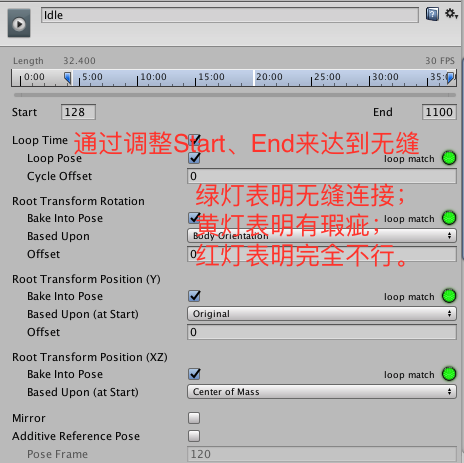 Idle
Length 32.400 30 FPS
0:00 5:00 10:00 15:00 20:00 25:00 30:00 35:0
Start 128 End 1100
Loop Time
通过调整Start、End来达到无缝
Loop Pose loop match
Cycle Offset 0
绿灯表明无缝连接；
Root Transform Rotation
Bake Into Pose loop match
黄灯表明有瑕疵；
Based Upon Body Orientation
Offset 0
红灯表明完全不行。
Root Transform Position (Y)
Bake Into Pose loop match
Based Upon (at Start) Original
Offset 0
Root Transform Position (XZ)
Bake Into Pose loop match
Based Upon (at Start) Center of Mass
Mirror
Additive Reference Pose
Pose Frame 120